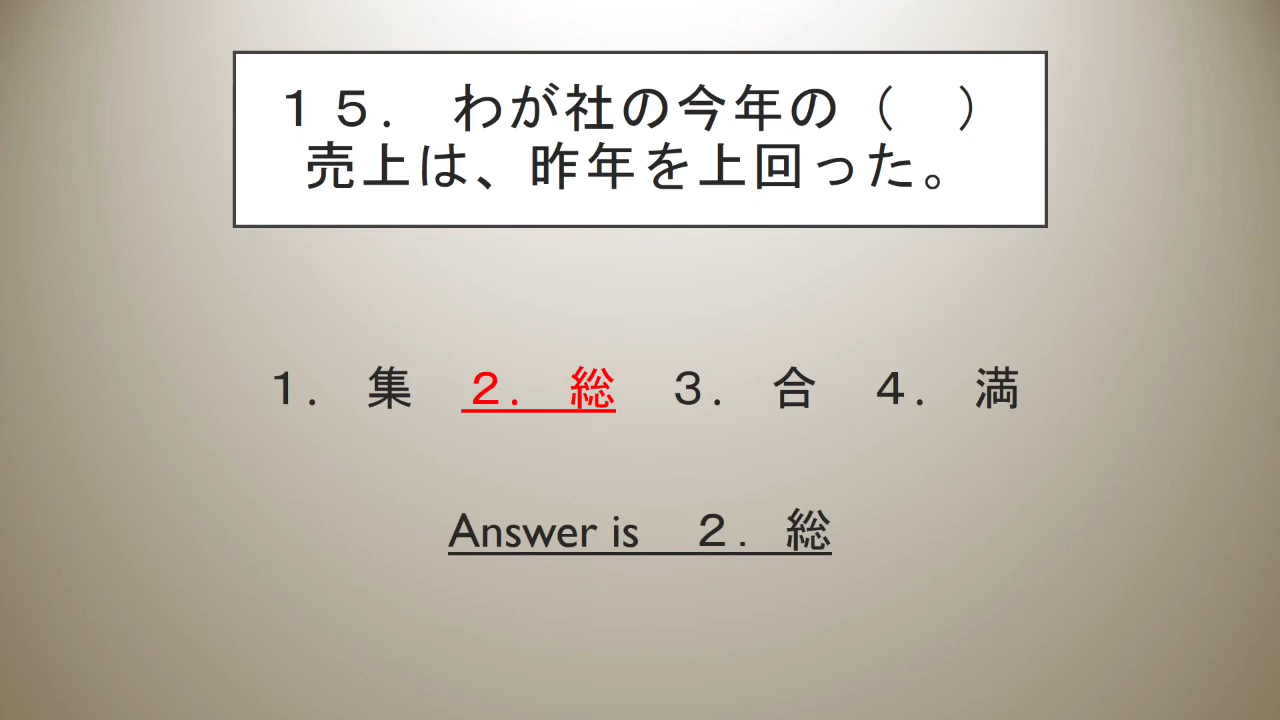 １５．　わが社の今年の（　）
売上は、昨年を上回った。
１．　集　２．　総　３．　合　４．　満
Answer is　２．総